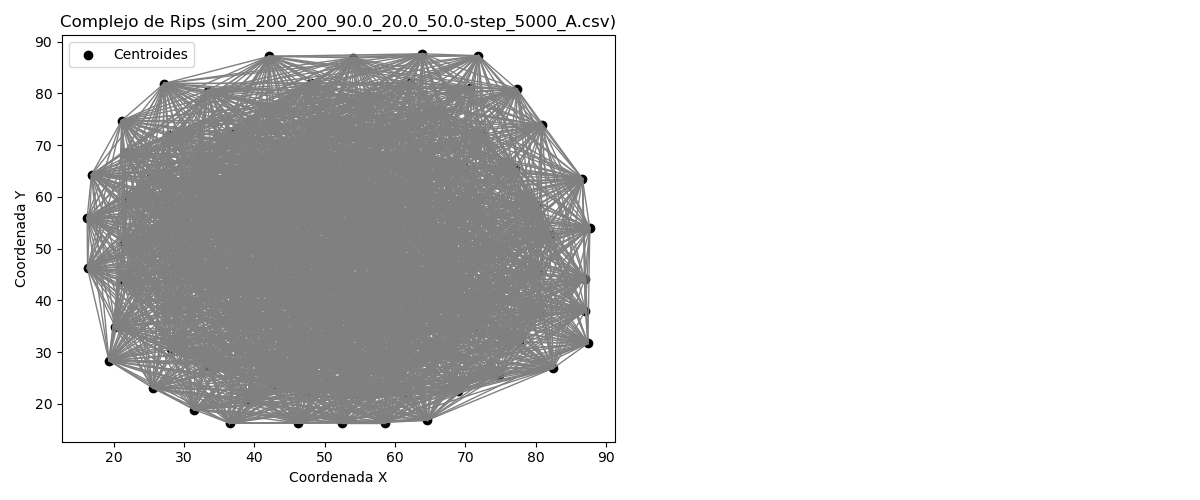 Complejo de Rips (sim_200_200_90.0_20.0_50.0-step_5000_A.csv)
Centroides
Coordenada Y
90
80
70
60
50
40
30
20
20 30 40 50 60 70 80 90
Coordenada X